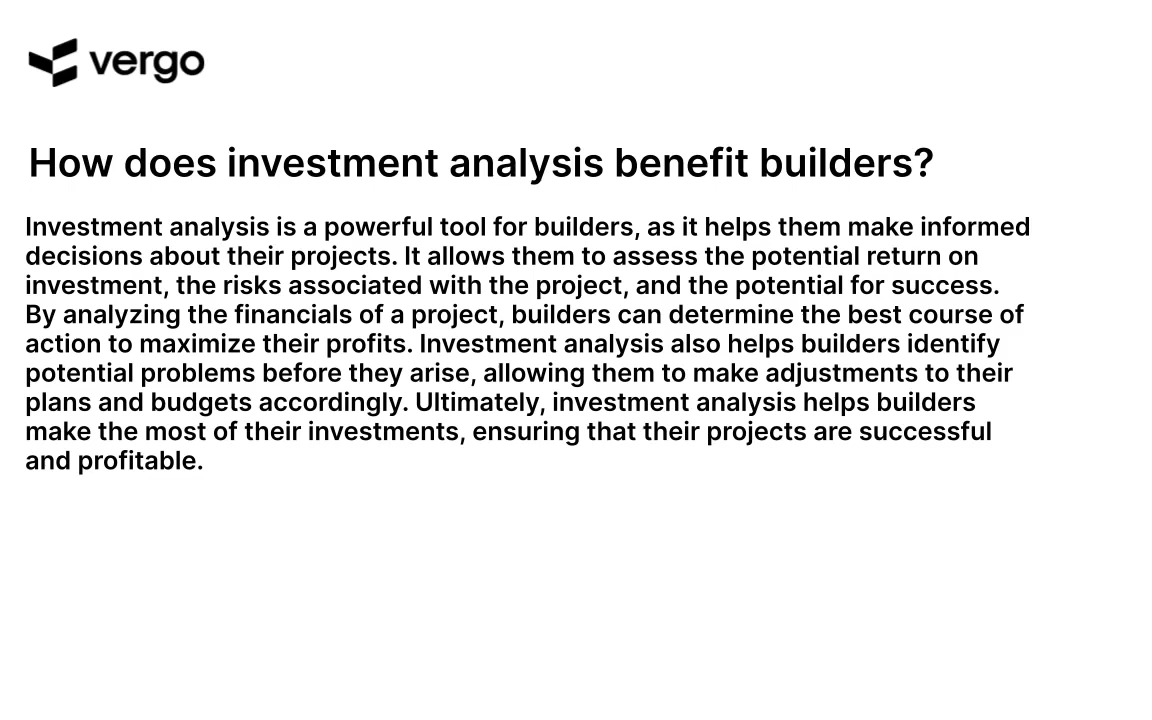 vergo
How does investment analysis benefit builders?
Investment analysis is a powerful tool for builders, as it helps them make informed
decisions about their projects. It allows them to assess the potential return on
investment, the risks associated with the project, and the potential for success.
By analyzing the financials of a project, builders can determine the best course of
action to maximize their profits. Investment analysis also helps builders identify
potential problems before they arise, allowing them to make adjustments to their
plans and budgets accordingly. Ultimately, investment analysis helps builders
make the most of their investments, ensuring that their projects are successful
and profitable.